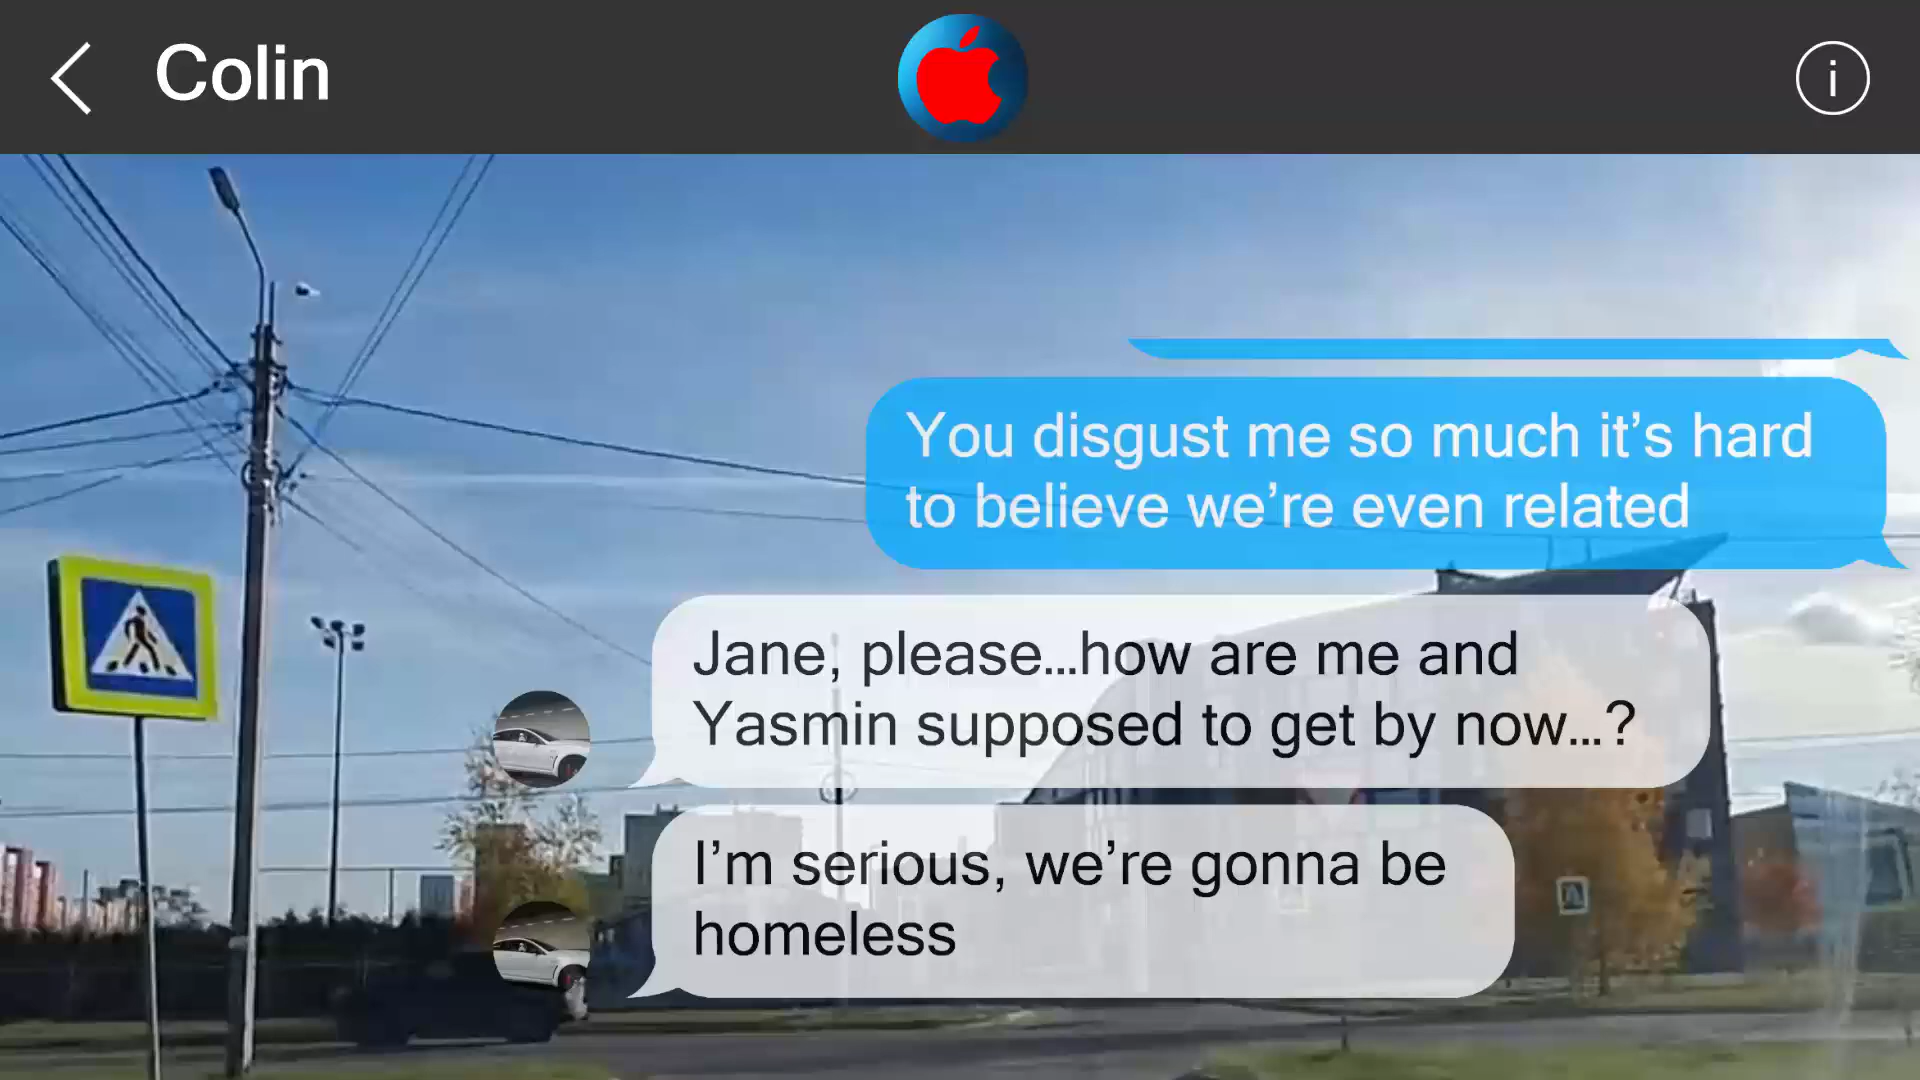 Colin
You disgust me so much it’s hard
to believe we’re even related
Jane, please...how are me and
Yasmin supposed to get by now...?
I’m serious, we’re gonna be
homeless